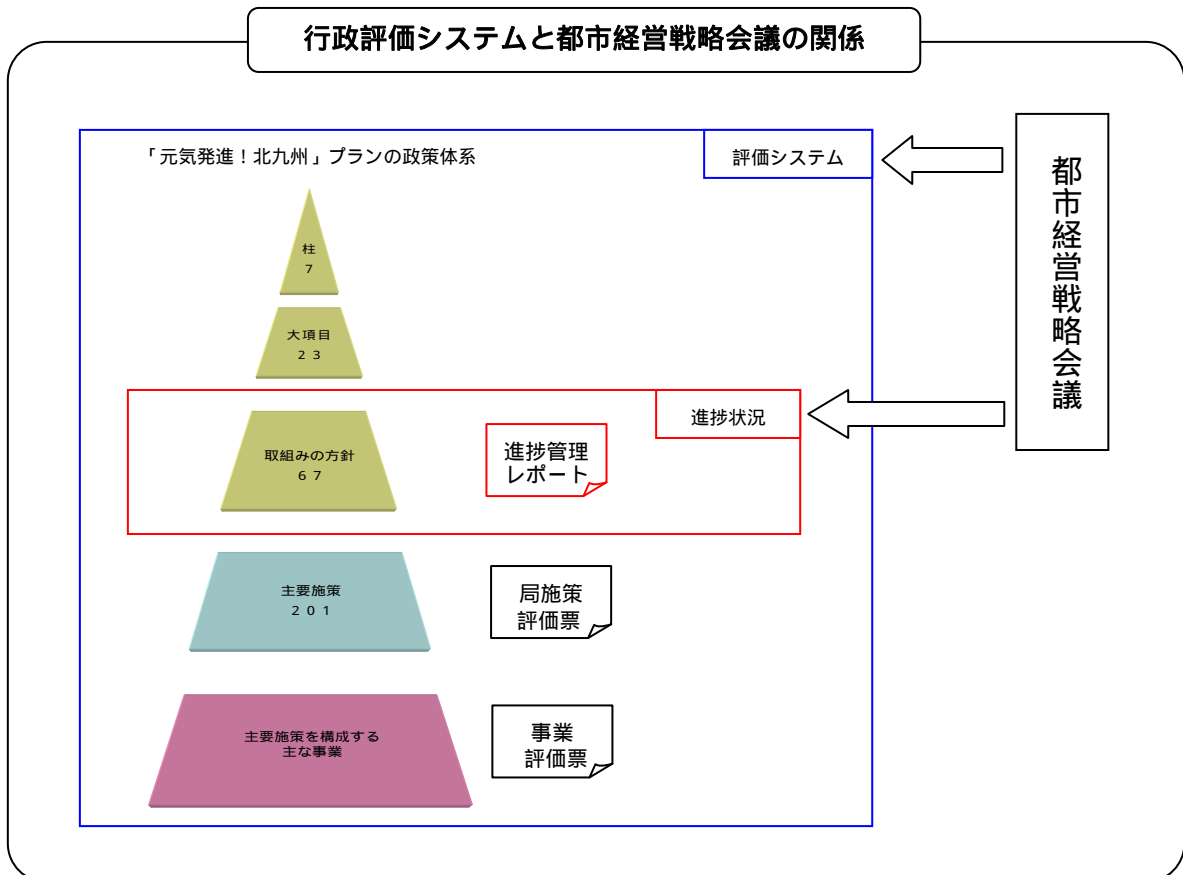 行政評価システムと都市経営戦略会議の関係
「元気発進！北九州」プランの政策体系
評価システム
都市経営戦略会議
柱
7
大項目
２３
進捗状況
取組みの方針
６７
進捗管理
レポート
主要施策
２０１
局施策
評価票
主要施策を構成する
主な事業
事業
評価票